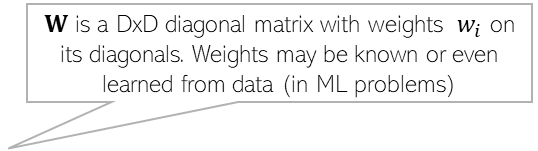 W is a DxD diagonal matrix with weights wᵢ on
its diagonals. Weights may be known or even
learned from data (in ML problems)